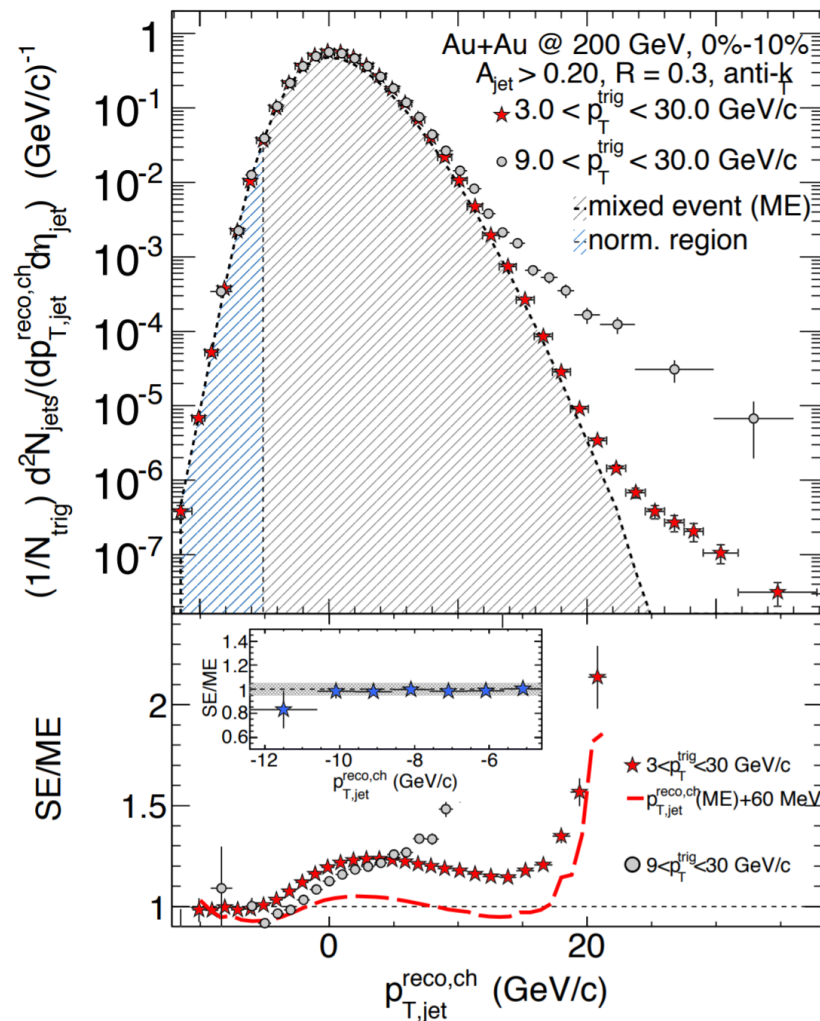 Au+Au @ 200 GeV, 0%-10%
A_jet > 0.20, R = 0.3, anti-k_T
3.0 < p_T^trig < 30.0 GeV/c
9.0 < p_T^trig < 30.0 GeV/c
mixed event (ME)
norm. region
(1/N_trig) d²N_jets/(dp_T,jet^reco,ch dη_jet) (GeV/c)⁻¹
1
10⁻¹
10⁻²
10⁻³
10⁻⁴
10⁻⁵
10⁻⁶
10⁻⁷
SE/ME
2
1.5
1
SE/ME
1.4
1.2
1
0.8
0.6
-12 -10 -8 -6
p_T,jet^reco,ch (GeV/c)
3<p_T^trig<30 GeV/c
p_T,jet^reco,ch(ME)+60 MeV
9<p_T^trig<30 GeV/c
0 20
p_T,jet^reco,ch (GeV/c)